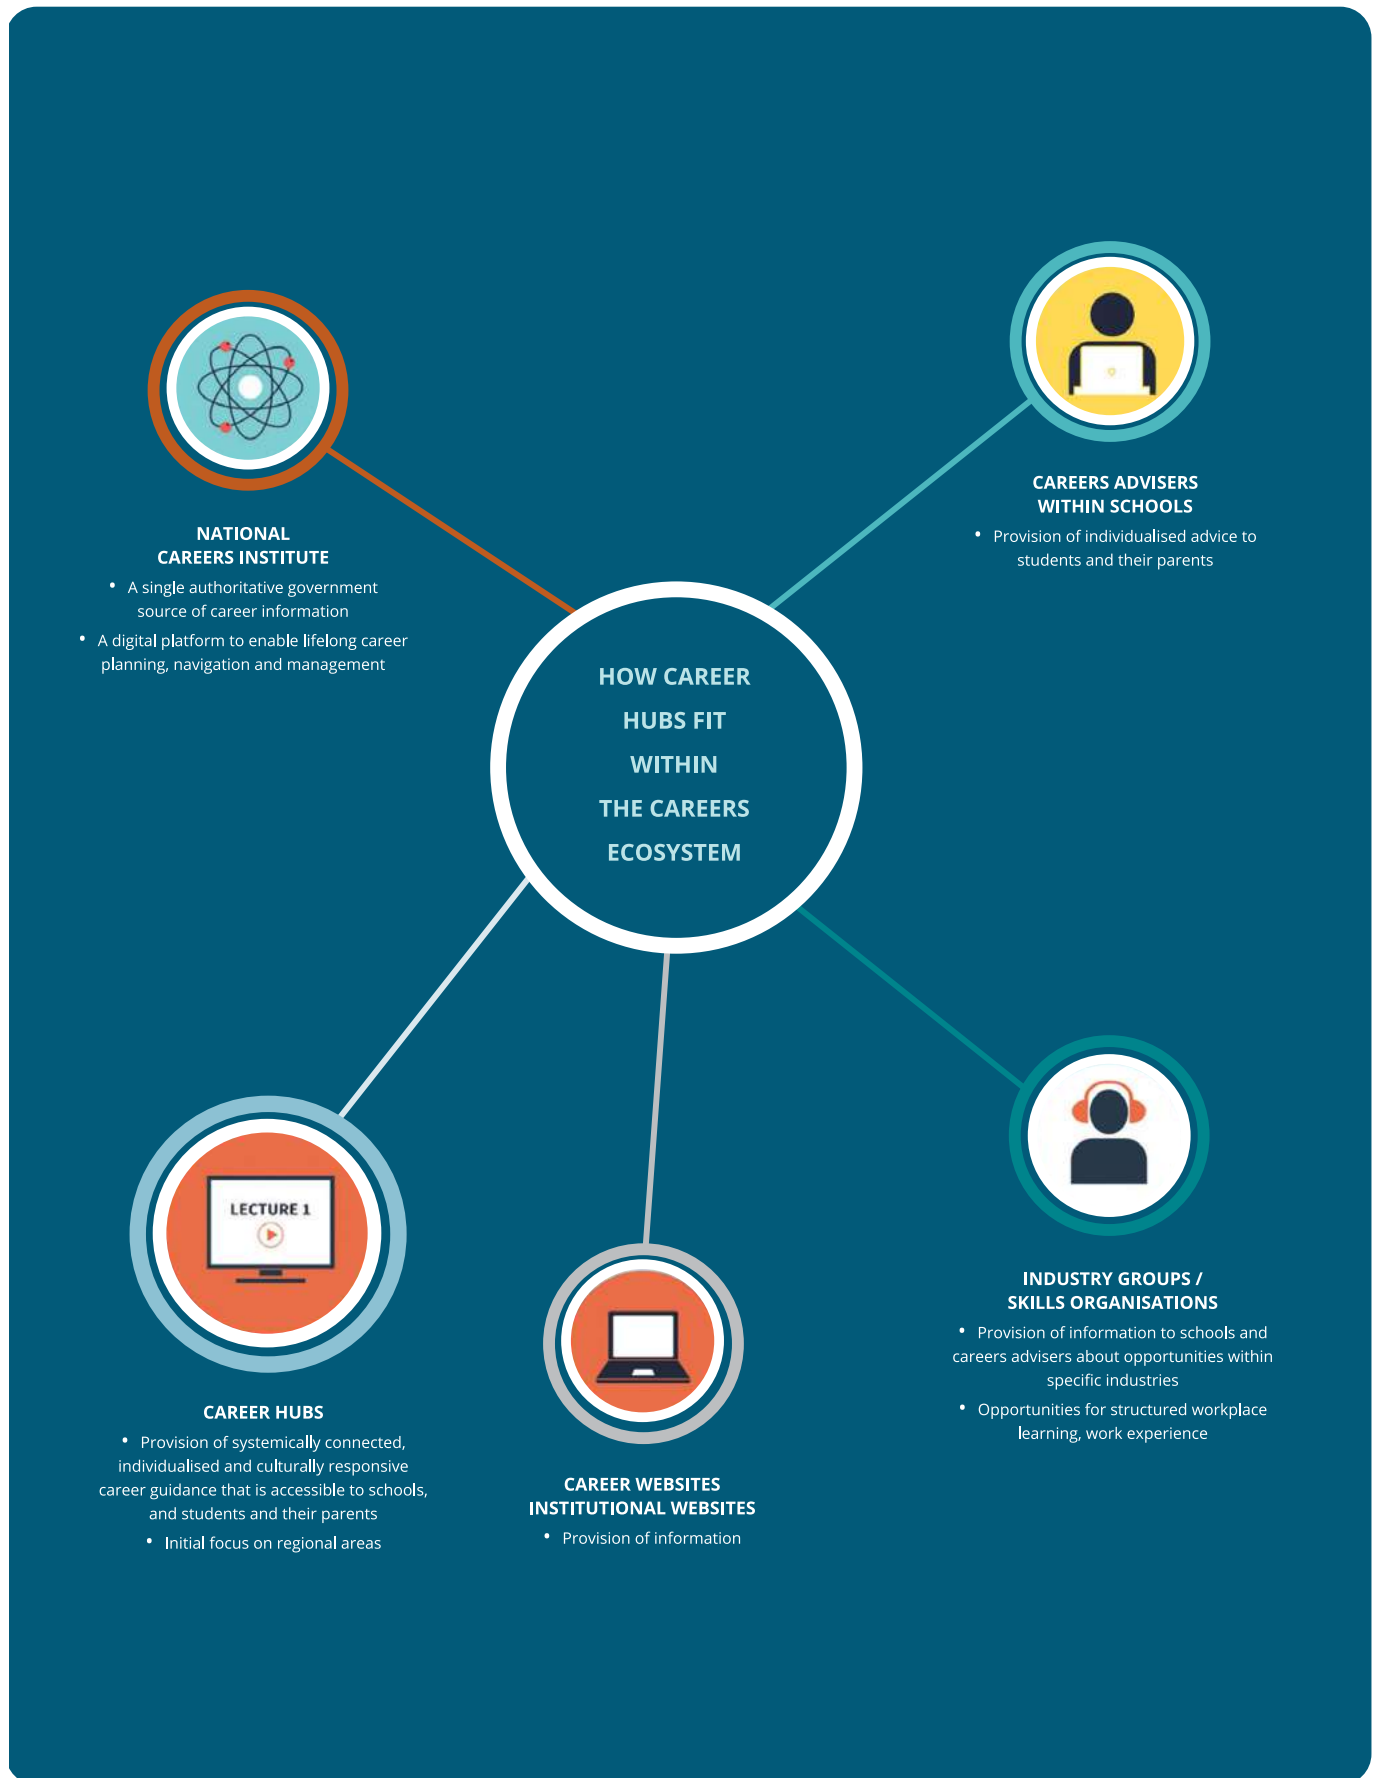 NATIONAL
CAREERS INSTITUTE
• A single authoritative government
source of career information
• A digital platform to enable lifelong career
planning, navigation and management
CAREERS ADVISERS
WITHIN SCHOOLS
• Provision of individualised advice to
students and their parents
HOW CAREER
HUBS FIT
WITHIN
THE CAREERS
ECOSYSTEM
LECTURE 1
CAREER HUBS
• Provision of systemically connected,
individualised and culturally responsive
career guidance that is accessible to schools,
and students and their parents
• Initial focus on regional areas
CAREER WEBSITES
INSTITUTIONAL WEBSITES
• Provision of information
INDUSTRY GROUPS /
SKILLS ORGANISATIONS
• Provision of information to schools and
careers advisers about opportunities within
specific industries
• Opportunities for structured workplace
learning, work experience